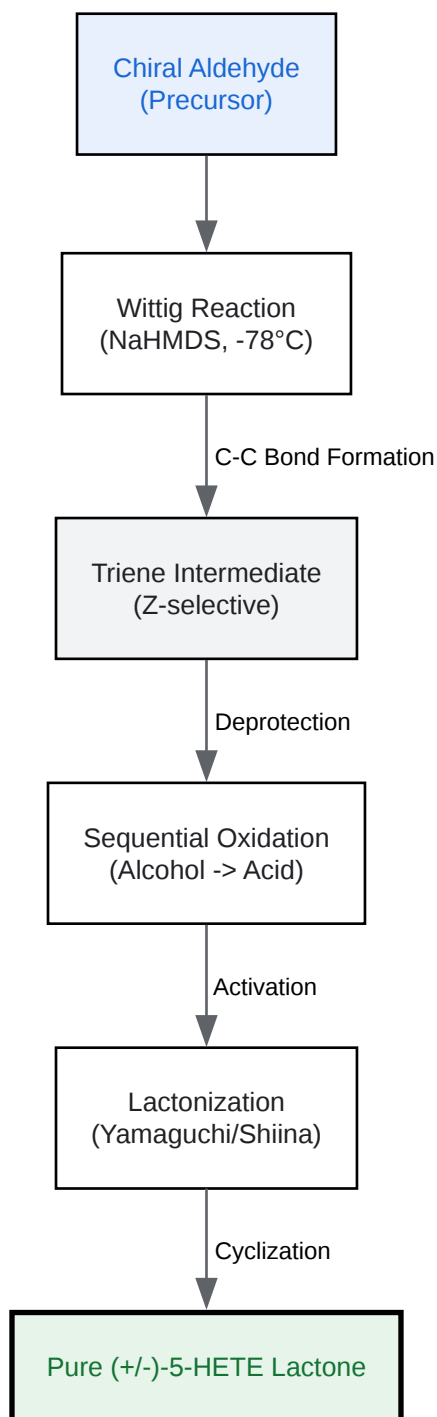 Chiral Aldehyde
(Precursor)
Wittig Reaction
(NaHMDS, -78°C)
C-C Bond Formation
Triene Intermediate
(Z-selective)
Deprotection
Sequential Oxidation
(Alcohol -> Acid)
Activation
Lactonization
(Yamaguchi/Shiina)
Cyclization
Pure (+/-)-5-HETE Lactone